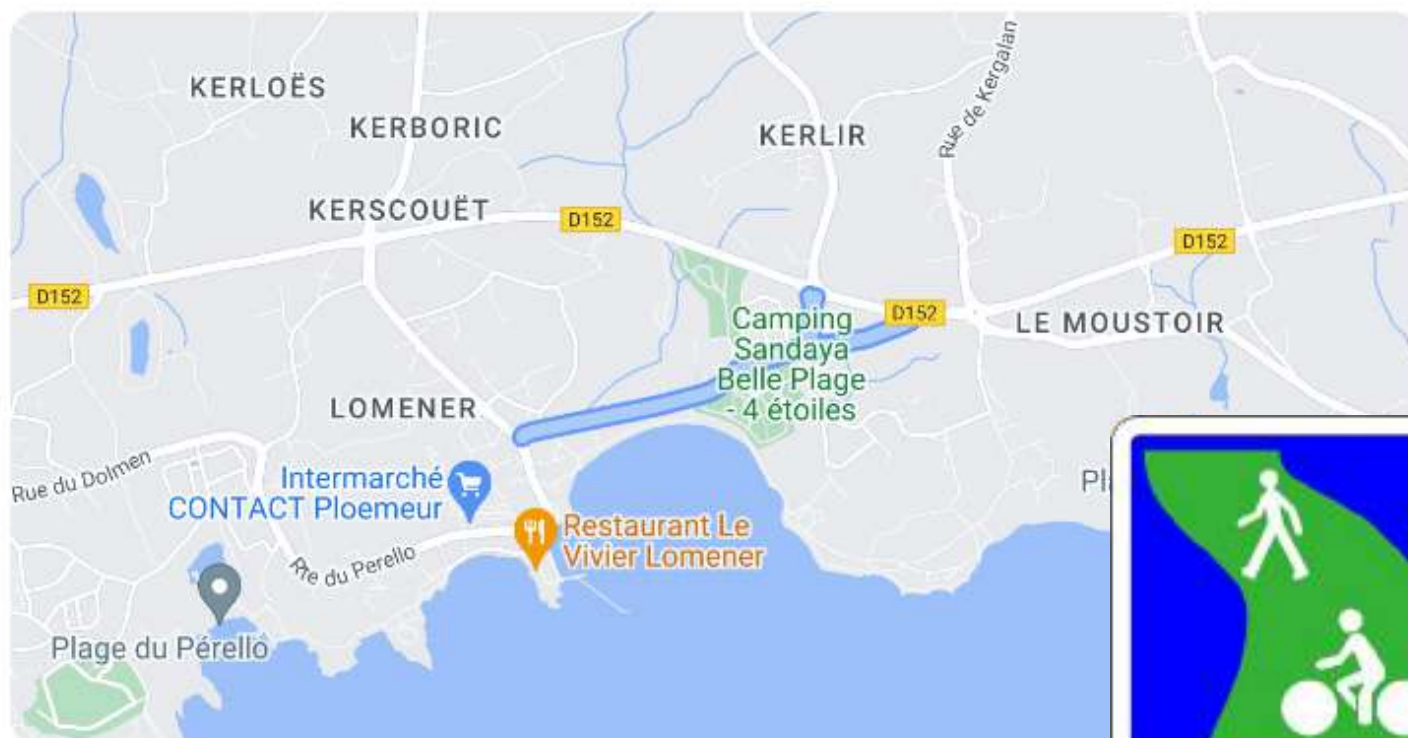 KERLOËS
KERBORIC
KERLIR
Rue de Kergalan
KERSCOUËT
D152
D152
D152
D152
Camping
Sandaya
Belle Plage
- 4 étoiles
LE MOUSTOIR
LOMENER
Rue du Dolmen
Intermarché
CONTACT Ploemeur
Restaurant Le
Vivier Lomener
Rte du Perello
Plage du Pérello